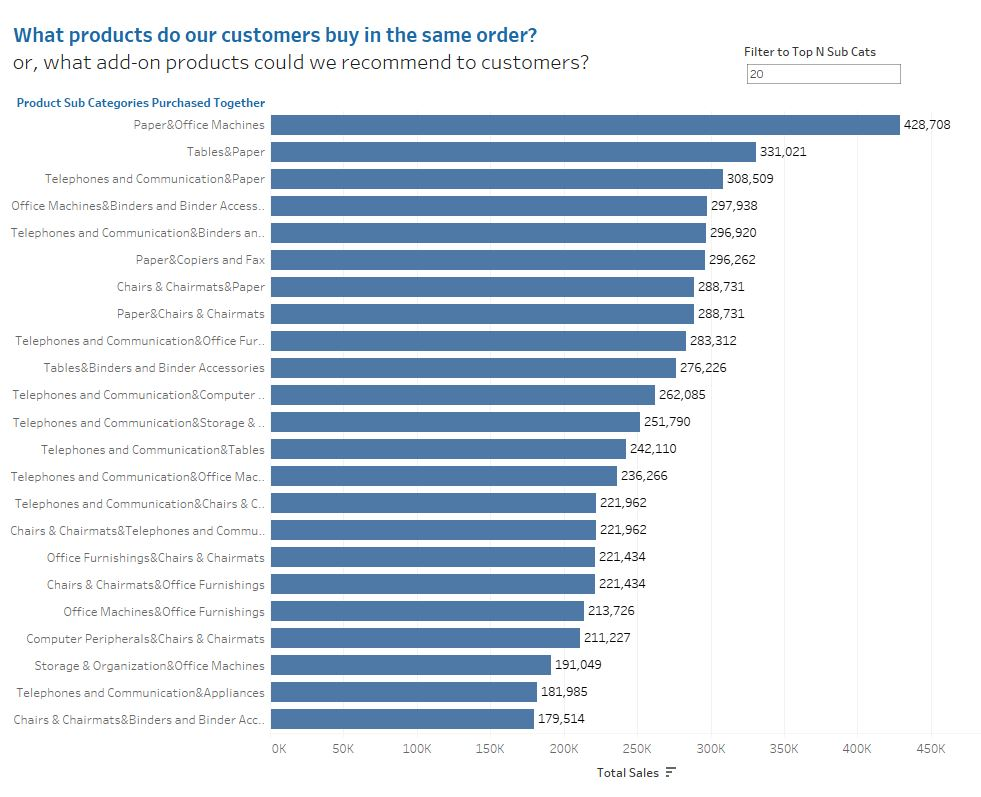 What products do our customers buy in the same order?
or, what add-on products could we recommend to customers?
Filter to Top N Sub Cats
20
Product Sub Categories Purchased Together
Paper&Office Machines 428,708
Tables&Paper 331,021
Telephones and Communication&Paper 308,509
Office Machines&Binders and Binder Access.. 297,938
Telephones and Communication&Binders an.. 296,920
Paper&Copiers and Fax 296,262
Chairs & Chairmats&Paper 288,731
Paper&Chairs & Chairmats 288,731
Telephones and Communication&Office Fur.. 283,312
Tables&Binders and Binder Accessories 276,226
Telephones and Communication&Computer .. 262,085
Telephones and Communication&Storage & .. 251,790
Telephones and Communication&Tables 242,110
Telephones and Communication&Office Mac.. 236,266
Telephones and Communication&Chairs & C.. 221,962
Chairs & Chairmats&Telephones and Commu.. 221,962
Office Furnishings&Chairs & Chairmats 221,434
Chairs & Chairmats&Office Furnishings 221,434
Office Machines&Office Furnishings 213,726
Computer Peripherals&Chairs & Chairmats 211,227
Storage & Organization&Office Machines 191,049
Telephones and Communication&Appliances 181,985
Chairs & Chairmats&Binders and Binder Acc.. 179,514
0K 50K 100K 150K 200K 250K 300K 350K 400K 450K
Total Sales